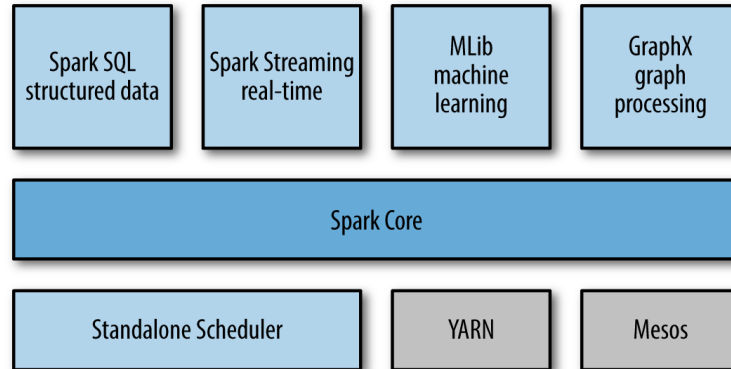 Spark SQL
structured data
Spark Streaming
real-time
MLib
machine
learning
GraphX
graph
processing
Spark Core
Standalone Scheduler
YARN
Mesos